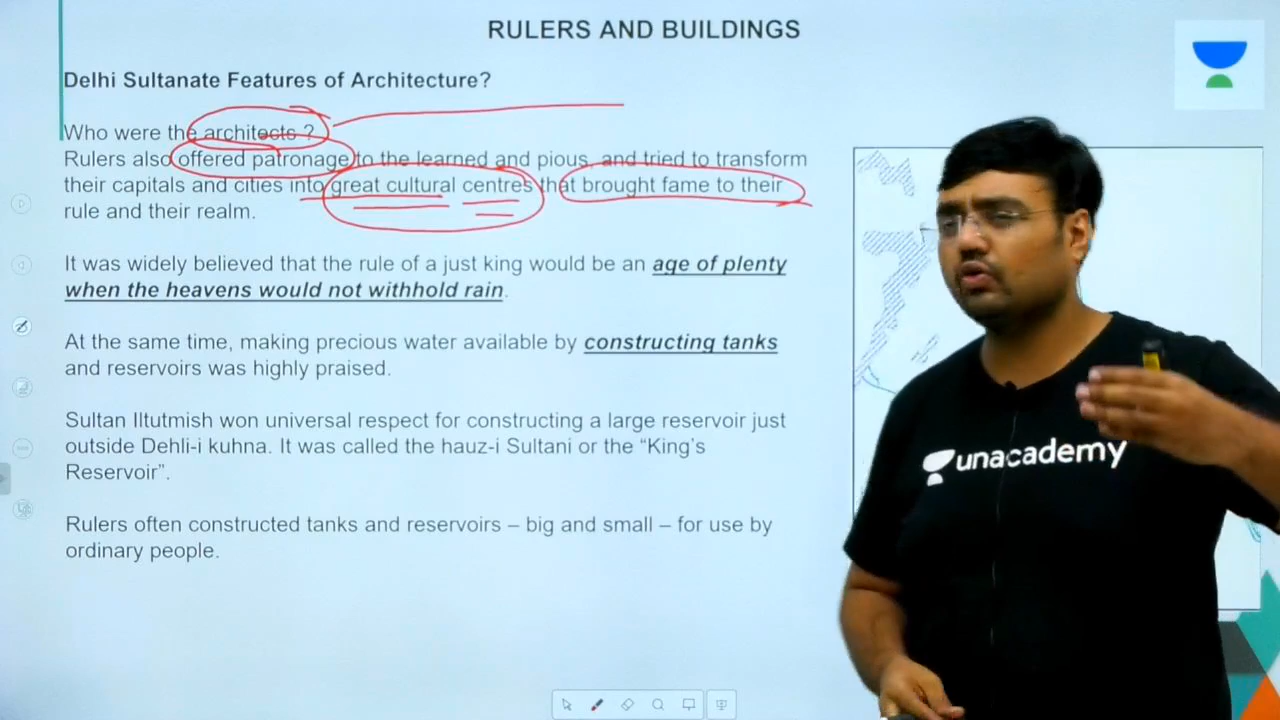 RULERS AND BUILDINGS
Delhi Sultanate Features of Architecture?
Who were the architects ?
Rulers also offered patronage to the learned and pious, and tried to transform
their capitals and cities into great cultural centres that brought fame to their
rule and their realm.
It was widely believed that the rule of a just king would be an age of plenty
when the heavens would not withhold rain.
At the same time, making precious water available by constructing tanks
and reservoirs was highly praised.
Sultan Iltutmish won universal respect for constructing a large reservoir just
outside Dehli-i kuhna. It was called the hauz-i Sultani or the “King’s
Reservoir”.
Rulers often constructed tanks and reservoirs – big and small – for use by
ordinary people.
unacademy